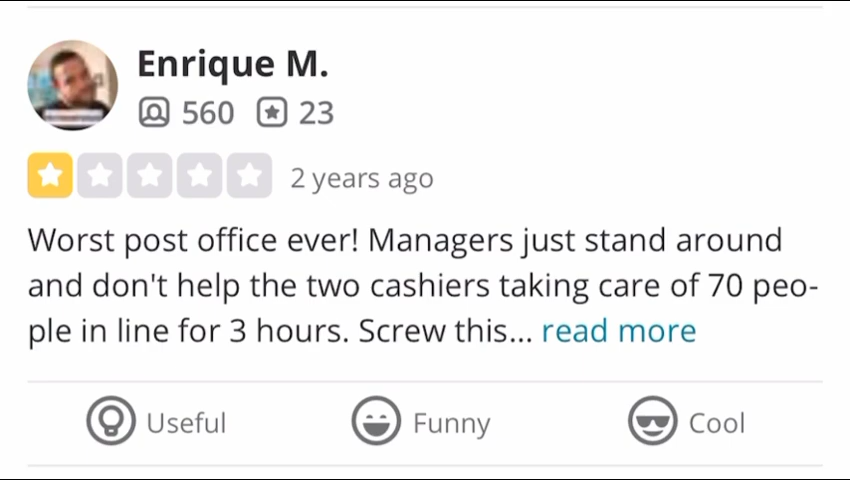 Enrique M.
560 23
2 years ago
Worst post office ever! Managers just stand around
and don't help the two cashiers taking care of 70 peo-
ple in line for 3 hours. Screw this... read more
Useful Funny Cool